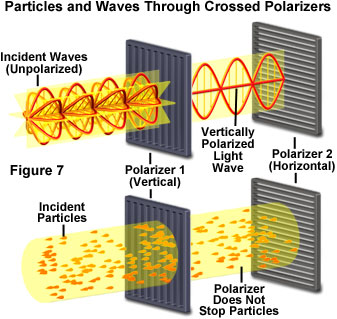 Particles and Waves Through Crossed Polarizers
Incident Waves
(Unpolarized)
Vertically
Polarized
Light
Wave
Figure 7
Polarizer 1
(Vertical)
Polarizer 2
(Horizontal)
Incident
Particles
Polarizer
Does Not
Stop Particles